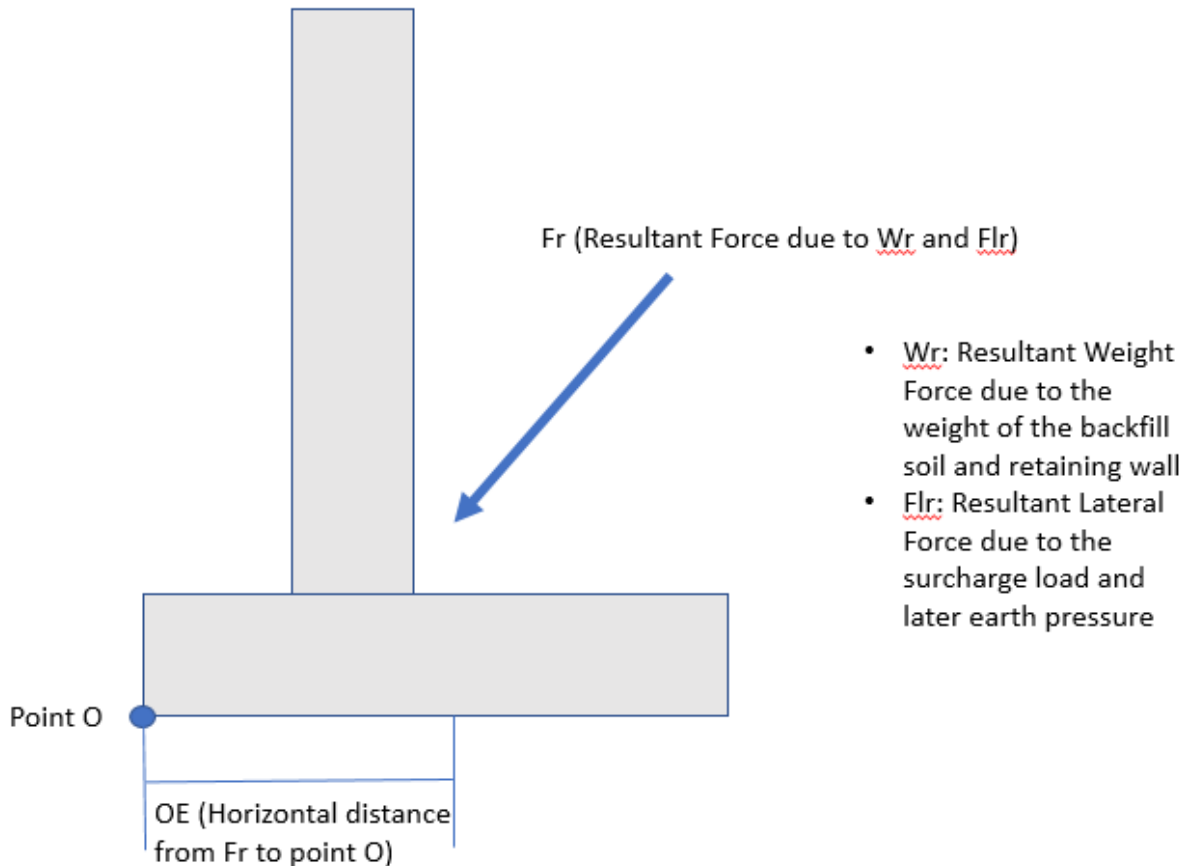 Fr (Resultant Force due to Wr and Flr)
• Wr: Resultant Weight
Force due to the
weight of the backfill
soil and retaining wall
• Flr: Resultant Lateral
Force due to the
surcharge load and
later earth pressure
Point O
OE (Horizontal distance
from Fr to point O)